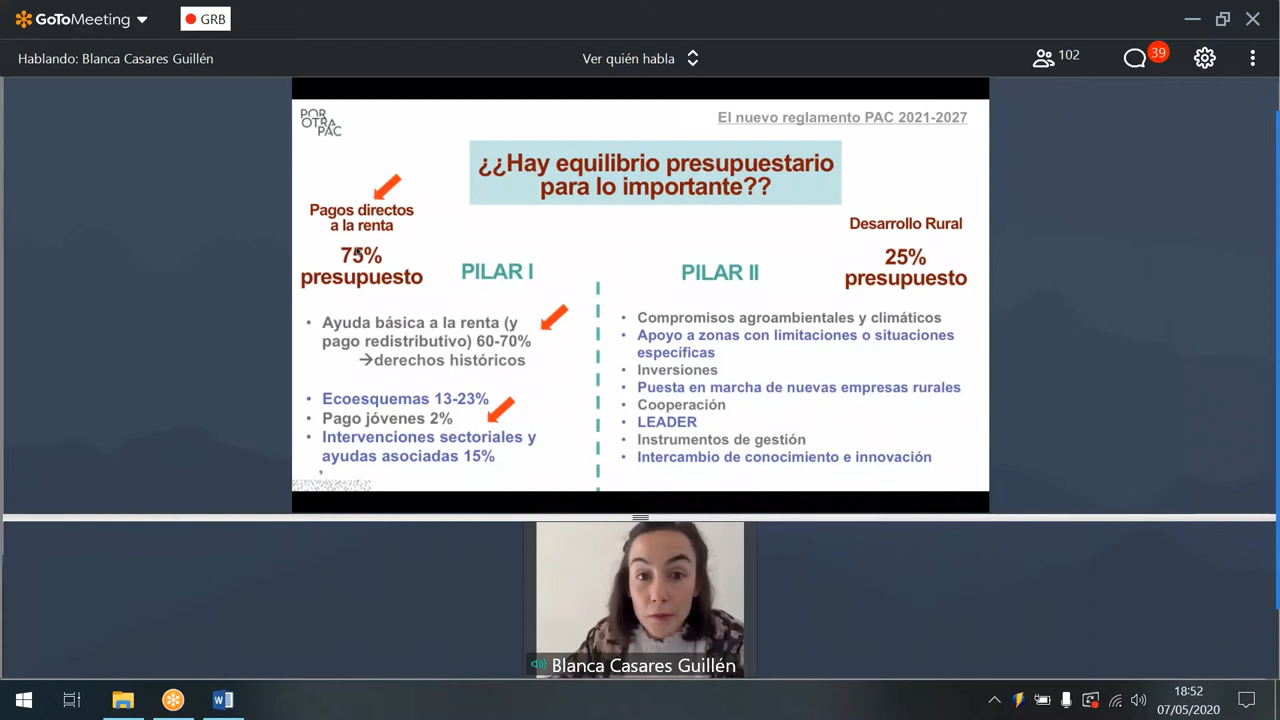 GoToMeeting
GRB
Hablando: Blanca Casares Guillén
Ver quién habla
102
39
POR
OTRA
PAC
El nuevo reglamento PAC 2021-2027
¿¿Hay equilibrio presupuestario
para lo importante??
Pagos directos
a la renta
75%
presupuesto
PILAR I
Ayuda básica a la renta (y
pago redistributivo) 60-70%
→derechos históricos
Ecoesquemas 13-23%
Pago jóvenes 2%
Intervenciones sectoriales y
ayudas asociadas 15%
PILAR II
Desarrollo Rural
25%
presupuesto
Compromisos agroambientales y climáticos
Apoyo a zonas con limitaciones o situaciones
específicas
Inversiones
Puesta en marcha de nuevas empresas rurales
Cooperación
LEADER
Instrumentos de gestión
Intercambio de conocimiento e innovación
Blanca Casares Guillén
18:52
07/05/2020